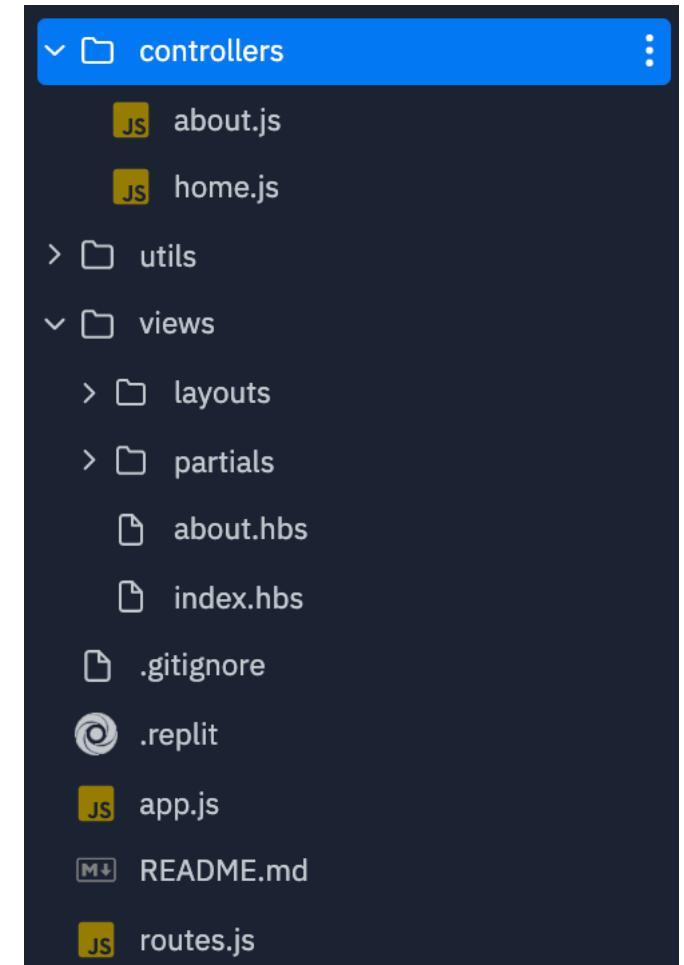 controllers
JS about.js
JS home.js
utils
views
layouts
partials
about.hbs
index.hbs
.gitignore
.replit
JS app.js
M README.md
JS routes.js